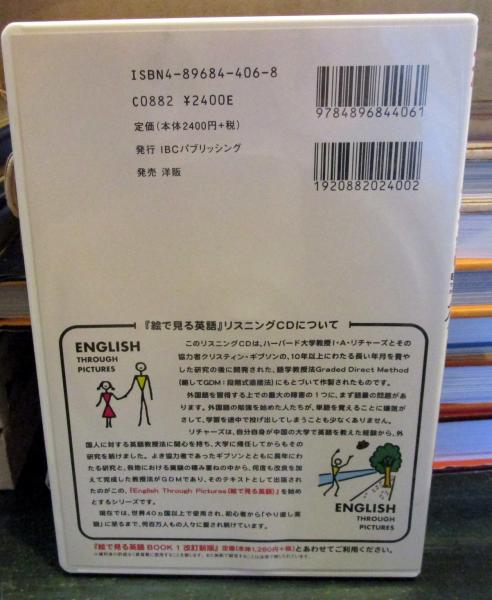 ISBN4-89684-406-8
C0882 ¥2400E
定価(本体2400円+税)
発行 IBCパブリッシング
発売 洋販
9784896844061
1920882024002
『絵で見る英語』リスニングCDについて
ENGLISH
THROUGH
PICTURES
このリスニングCDは、ハーバード大学教授I・A・リチャーズとその
協力者クリスティン・ギブソンの、10年以上にわたる長い年月を費や
した研究の後に開発された、語学教授法Graded Direct Method
(略してGDM:段階式直接法)にもとづいて作製されたものです。
外国語を習得する上での最大の障害の1つに、まず語彙の問題があ
ります。外国語の勉強を始めた人たちが、単語を覚えることに嫌気がさ
して、学習を途中で投げ出してしまうことも少なくありません。
リチャーズは、自分自身が中国の大学で英語を教えた経験から、外
国人に対する英語教授法に関心を持ち、大学に帰任してからもその
研究を続けました。よき協力者であったギブソンとともに長年にわ
たる研究と、各地における実験の積み重ねの中から、何度も改良を加
えて完成した教授法がGDMであり、そのテキストとして出版され
たのがこの、『English Through Pictures(絵で見る英語)』を始め
とするシリーズです。
現在では、世界40ヵ国以上で使用され、初心者から「やり直し英
語」に至るまで、何百万人もの人々に愛され続けています。
ENGLISH
THROUGH
PICTURES
『絵で見る英語 BOOK 1 改訂新版』定価(本体1,280円+税)とあわせてご利用ください。